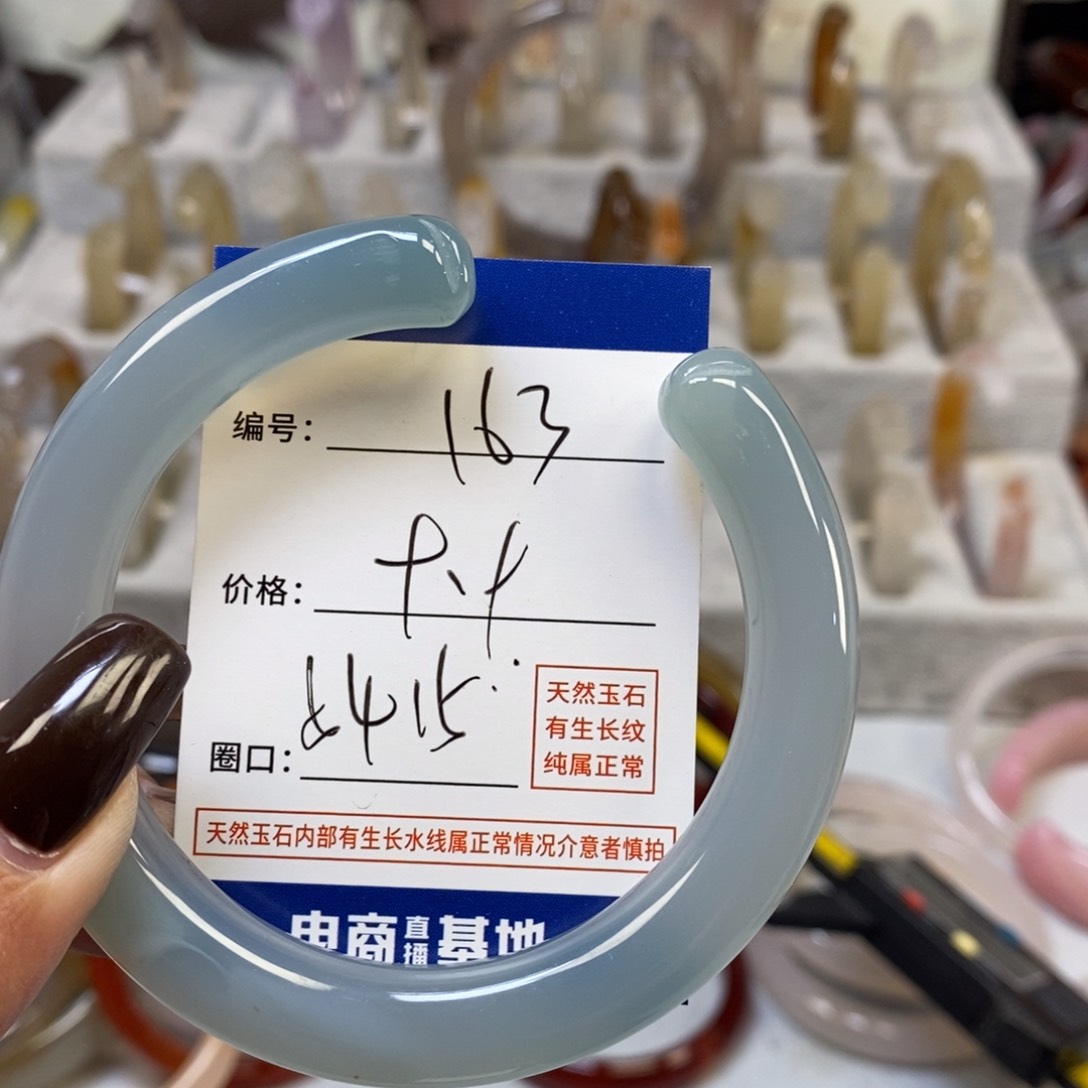 编号: 163
价格:
圈口:
天然玉石
有生长纹
纯属正常
天然玉石内部有生长水线属正常情况介意者慎拍
电商直播基地